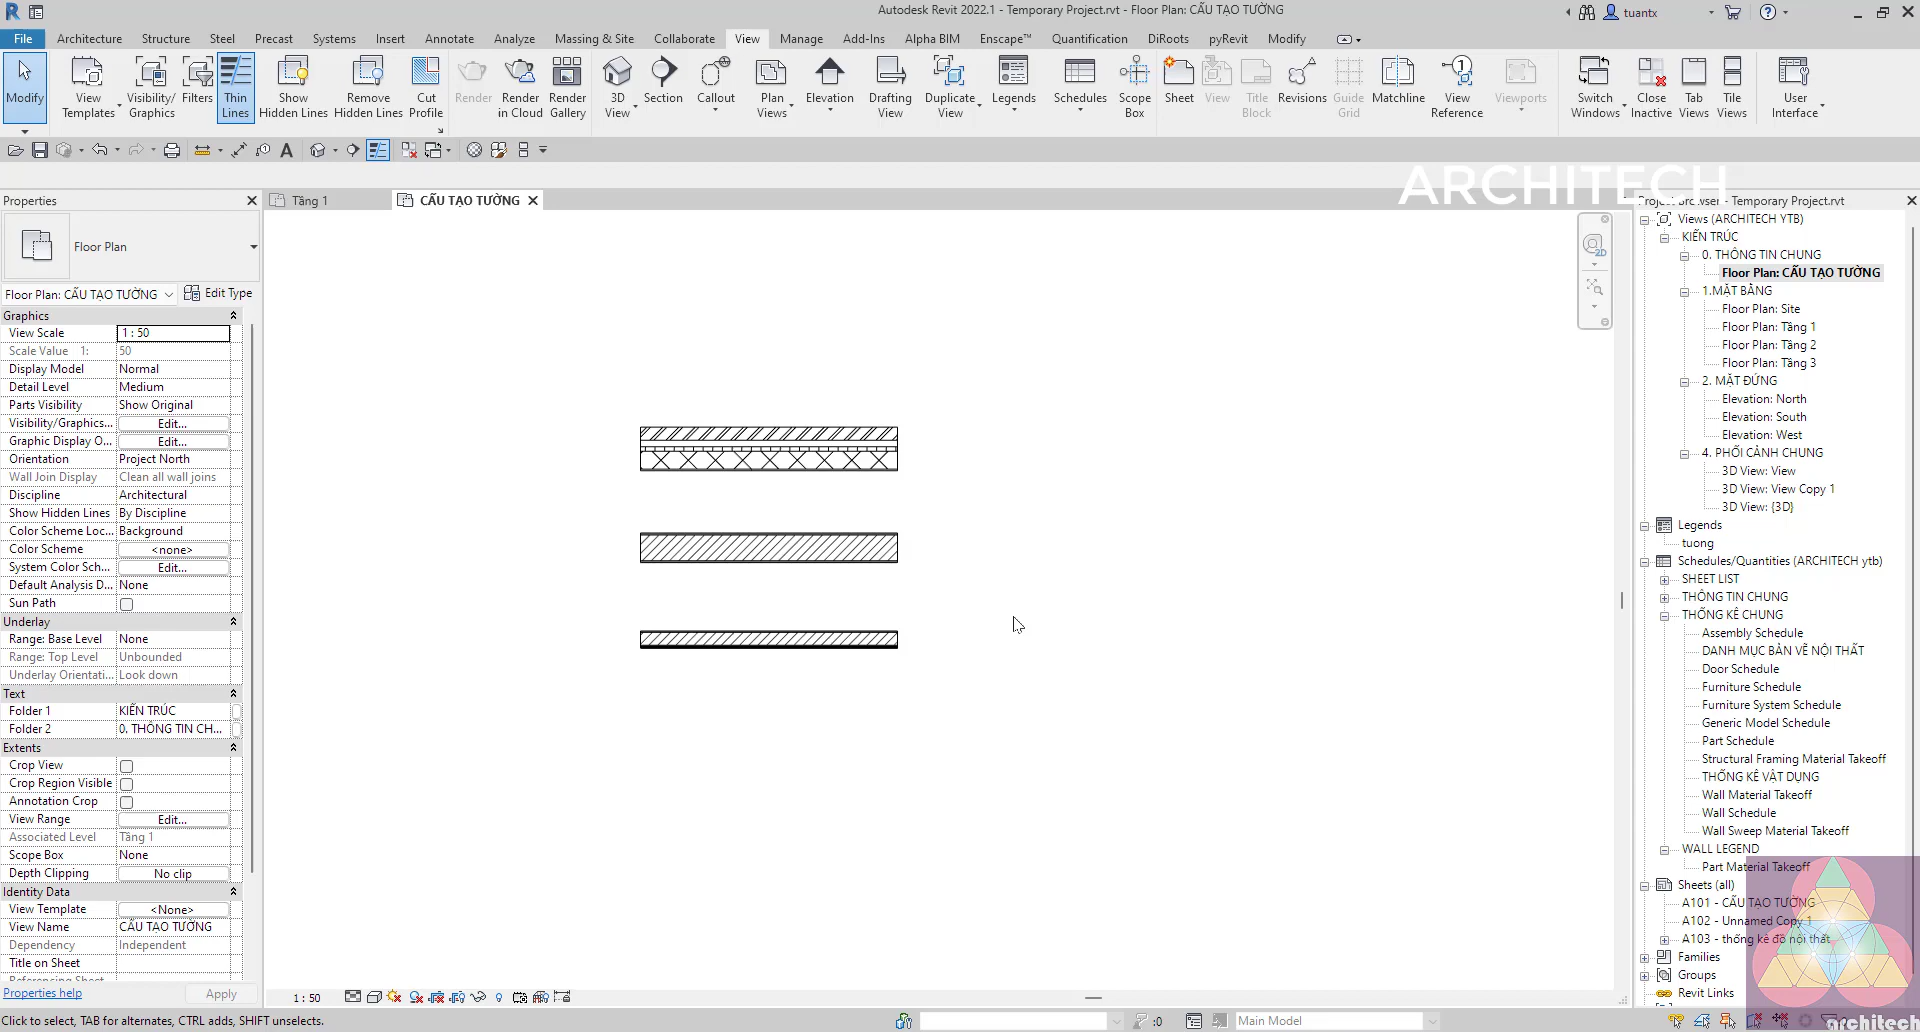 Autodesk Revit 2022.1 - Temporary Project.rvt - Floor Plan: CẤU TẠO TƯỜNG
tuantx
File Architecture Structure Steel Precast Systems Insert Annotate Analyze Massing & Site Collaborate View Manage Add-Ins Alpha BIM Enscape™ Quantification DiRoots pyRevit Modify
Modify
View Templates
Visibility/ Graphics
Filters
Thin Lines
Show Hidden Lines
Remove Hidden Lines
Cut Profile
Render
Render in Cloud
Render Gallery
3D View
Section
Callout
Plan Views
Elevation
Drafting View
Duplicate View
Legends
Schedules
Scope Box
Sheet
View
Title Block
Revisions
Guide Grid
Matchline
View Reference
Viewports
Switch Windows
Close Inactive
Tab Views
Tile Views
User Interface
ARCHITECH
Properties
Tầng 1
CẤU TẠO TƯỜNG
Floor Plan
Floor Plan: CẤU TẠO TƯỜNG
Edit Type
Graphics
View Scale 1 : 50
Scale Value 1: 50
Display Model Normal
Detail Level Medium
Parts Visibility Show Original
Visibility/Graphics... Edit...
Graphic Display O... Edit...
Orientation Project North
Wall Join Display Clean all wall joins
Discipline Architectural
Show Hidden Lines By Discipline
Color Scheme Loc... Background
Color Scheme <none>
System Color Sch... Edit...
Default Analysis D... None
Sun Path
Underlay
Range: Base Level None
Range: Top Level Unbounded
Underlay Orientati... Look down
Text
Folder 1 KIẾN TRÚC
Folder 2 0. THÔNG TIN CH...
Extents
Crop View
Crop Region Visible
Annotation Crop
View Range Edit...
Associated Level Tầng 1
Scope Box None
Depth Clipping No clip
Identity Data
View Template <None>
View Name CẤU TẠO TƯỜNG
Dependency Independent
Title on Sheet
Referencing Sheet
Properties help
Apply
1 : 50
Click to select, TAB for alternates, CTRL adds, SHIFT unselects.
:0
Main Model
2D
Project Browser - Temporary Project.rvt
Views (ARCHITECH YTB)
KIẾN TRÚC
0. THÔNG TIN CHUNG
Floor Plan: CẤU TẠO TƯỜNG
1.MẶT BẰNG
Floor Plan: Site
Floor Plan: Tầng 1
Floor Plan: Tầng 2
Floor Plan: Tầng 3
2. MẶT ĐỨNG
Elevation: North
Elevation: South
Elevation: West
4. PHỐI CẢNH CHUNG
3D View: View
3D View: View Copy 1
3D View: {3D}
Legends
tuong
Schedules/Quantities (ARCHITECH ytb)
SHEET LIST
THÔNG TIN CHUNG
THỐNG KÊ CHUNG
Assembly Schedule
DANH MỤC BẢN VẼ NỘI THẤT
Door Schedule
Furniture Schedule
Furniture System Schedule
Generic Model Schedule
Part Schedule
Structural Framing Material Takeoff
THỐNG KÊ VẬT DỤNG
Wall Material Takeoff
Wall Schedule
Wall Sweep Material Takeoff
WALL LEGEND
Part Material Takeoff
Sheets (all)
A101 - CẤU TẠO TƯỜNG
A102 - Unnamed Copy 1
A103 - thống kê đồ nội thất
Families
Groups
Revit Links
architech